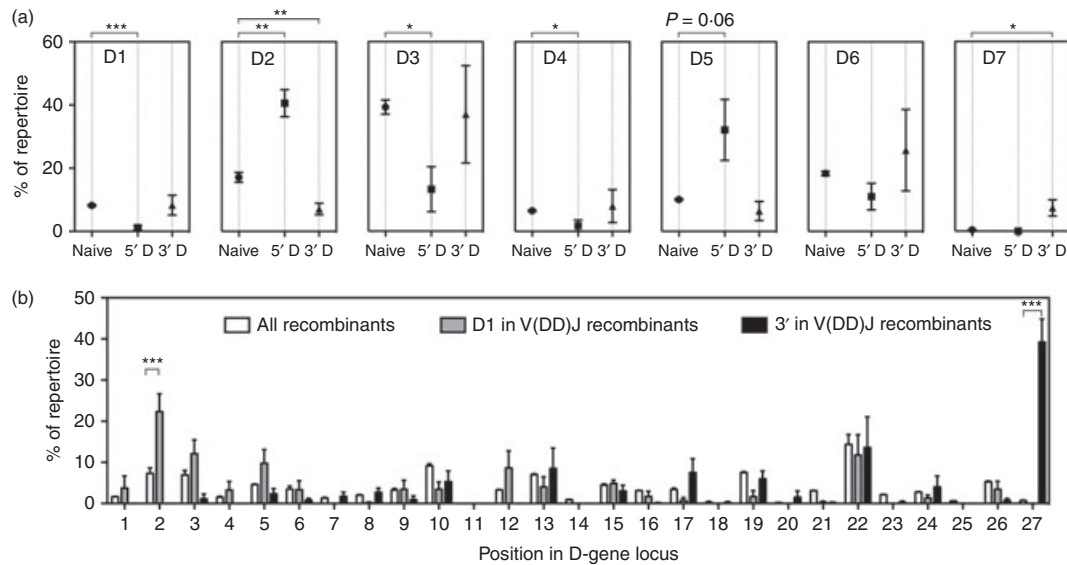 (a)
*** ** ** * * P = 0·06 *
D1 D2 D3 D4 D5 D6 D7
% of repertoire
60
40
20
0
Naive 5′ D 3′ D Naive 5′ D 3′ D Naive 5′ D 3′ D Naive 5′ D 3′ D Naive 5′ D 3′ D Naive 5′ D 3′ D Naive 5′ D 3′ D
(b)
% of repertoire
50
40
30
20
10
0
All recombinants D1 in V(DD)J recombinants 3′ in V(DD)J recombinants
*** ***
1 2 3 4 5 6 7 8 9 10 11 12 13 14 15 16 17 18 19 20 21 22 23 24 25 26 27
Position in D-gene locus